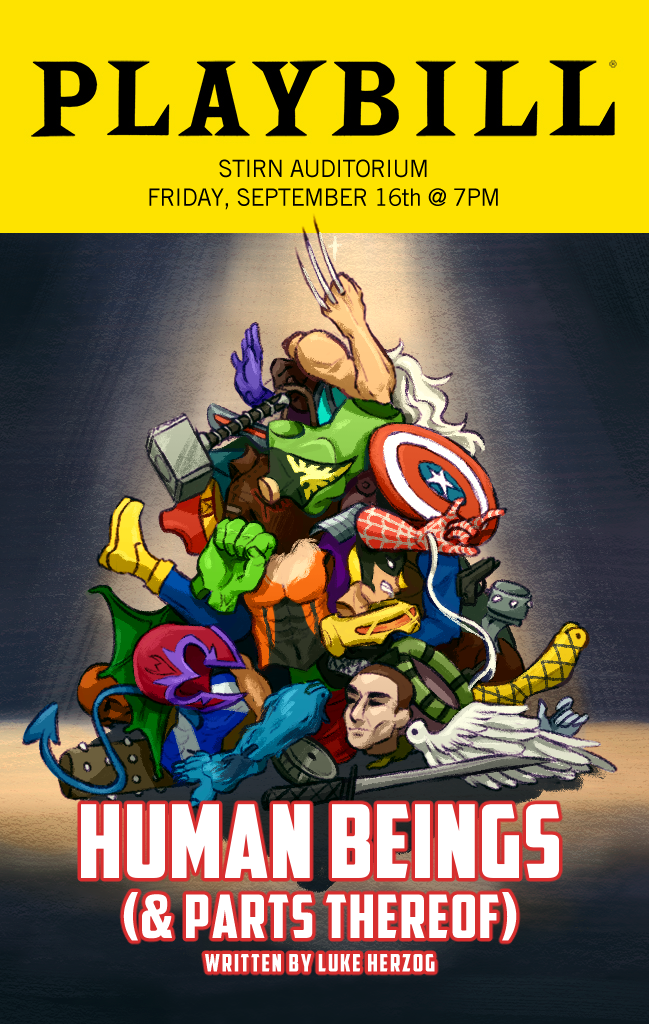 PLAYBILL®
STIRN AUDITORIUM
FRIDAY, SEPTEMBER 16th @ 7PM
HUMAN BEINGS
(& PARTS THEREOF)
WRITTEN BY LUKE HERZOG